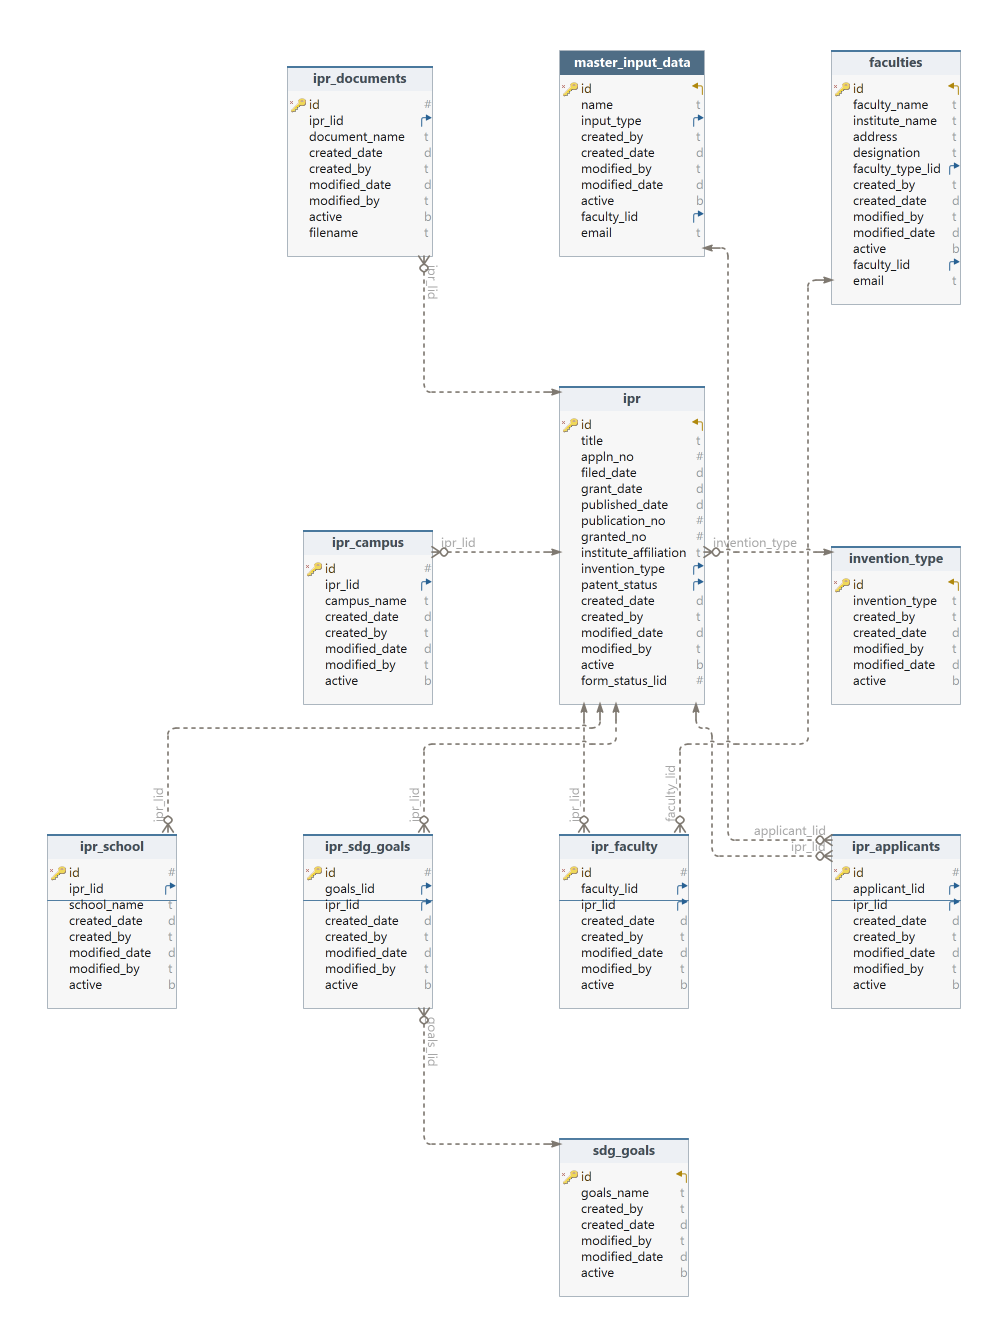 ipr_documents
id #
ipr_lid
document_name t
created_date d
created_by t
modified_date d
modified_by t
active b
filename t
master_input_data
id
name t
input_type
created_by t
created_date d
modified_by t
modified_date d
active b
faculty_lid
email t
faculties
id
faculty_name t
institute_name t
address t
designation t
faculty_type_lid
created_by t
created_date d
modified_by t
modified_date d
active b
faculty_lid
email t
ipr_lid
ipr
id
title t
appln_no #
filed_date d
grant_date d
published_date d
publication_no #
granted_no #
institute_affiliation t
invention_type
patent_status
created_date d
created_by t
modified_date d
modified_by t
active b
form_status_lid #
ipr_campus
id #
ipr_lid
campus_name t
created_date d
created_by t
modified_date d
modified_by t
active b
ipr_lid
invention_type
invention_type
id
invention_type t
created_by t
created_date d
modified_by t
modified_date d
active b
ipr_lid
ipr_lid
ipr_lid
faculty_lid
applicant_lid
ipr_lid
ipr_school
id #
ipr_lid
school_name t
created_date d
created_by t
modified_date d
modified_by t
active b
ipr_sdg_goals
id #
goals_lid
ipr_lid
created_date d
created_by t
modified_date d
modified_by t
active b
ipr_faculty
id #
faculty_lid
ipr_lid
created_date d
created_by t
modified_date d
modified_by t
active b
ipr_applicants
id #
applicant_lid
ipr_lid
created_date d
created_by t
modified_date d
modified_by t
active b
goals_lid
sdg_goals
id
goals_name t
created_by t
created_date d
modified_by t
modified_date d
active b